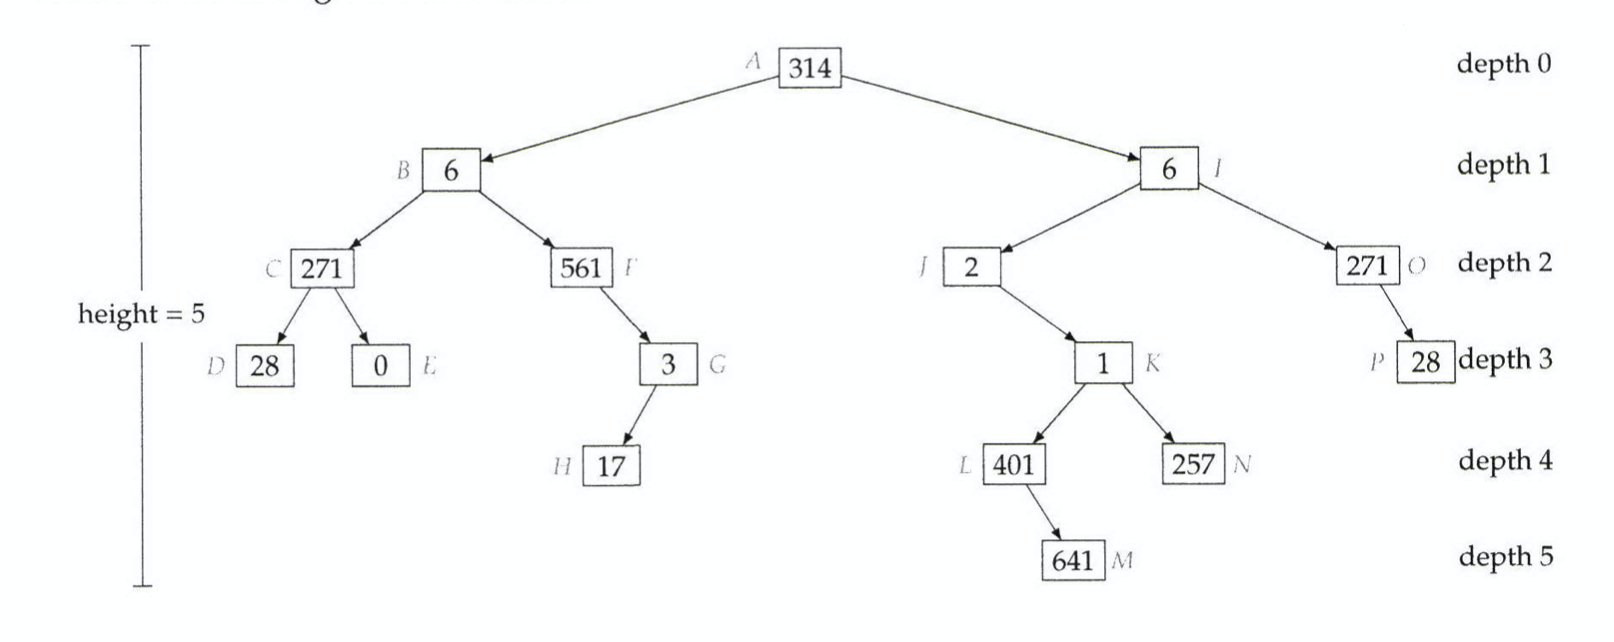 A 314 depth 0
B 6 6 I depth 1
C 271 561 F J 2 271 O depth 2
height = 5
D 28 0 E 3 G 1 K P 28 depth 3
H 17 L 401 257 N depth 4
641 M depth 5